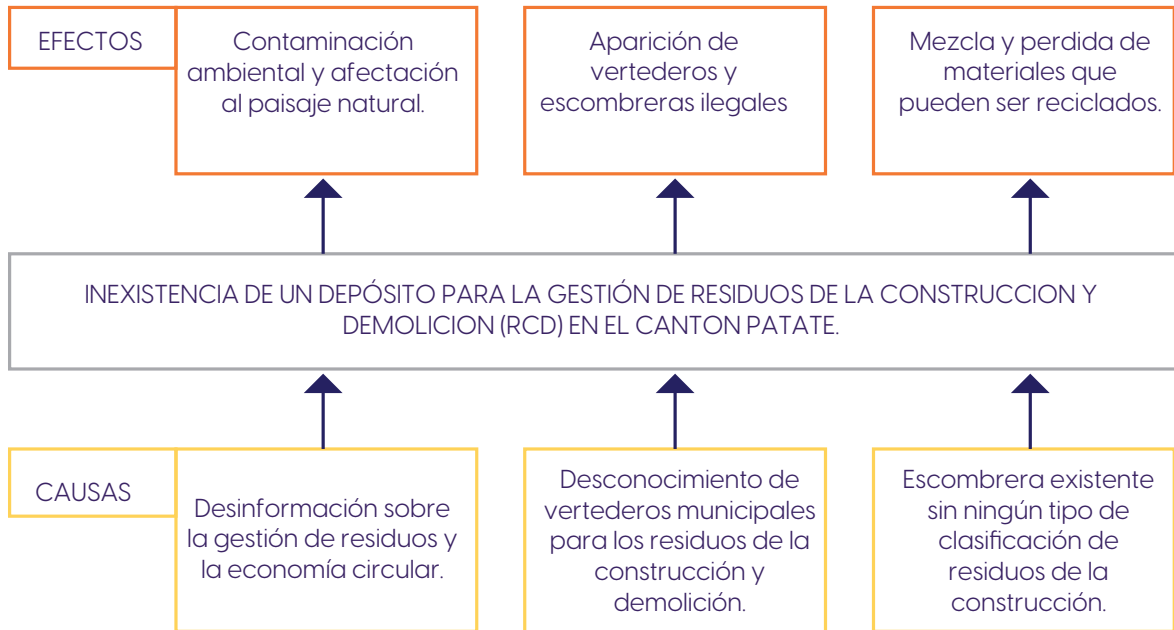 EFECTOS
Contaminación
ambiental y afectación
al paisaje natural.
Aparición de
vertederos y
escombreras ilegales
Mezcla y perdida de
materiales que
pueden ser reciclados.
INEXISTENCIA DE UN DEPÓSITO PARA LA GESTIÓN DE RESIDUOS DE LA CONSTRUCCION Y
DEMOLICION (RCD) EN EL CANTON PATATE.
CAUSAS
Desinformación sobre
la gestión de residuos y
la economía circular.
Desconocimiento de
vertederos municipales
para los residuos de la
construcción y
demolición.
Escombrera existente
sin ningún tipo de
clasificación de
residuos de la
construcción.